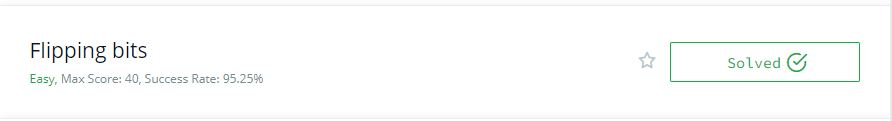 Flipping bits
Solved
Easy, Max Score: 40, Success Rate: 95.25%